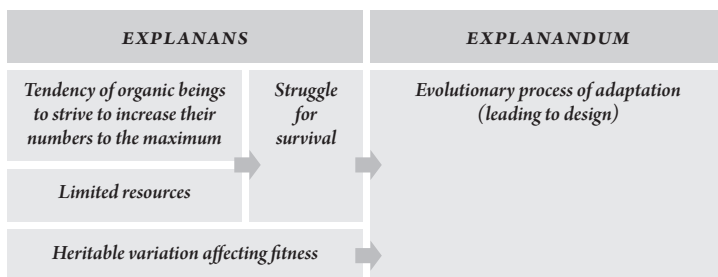 EXPLANANS
EXPLANANDUM
Tendency of organic beings
to strive to increase their
numbers to the maximum
Struggle
for
survival
Evolutionary process of adaptation
(leading to design)
Limited resources
Heritable variation affecting fitness